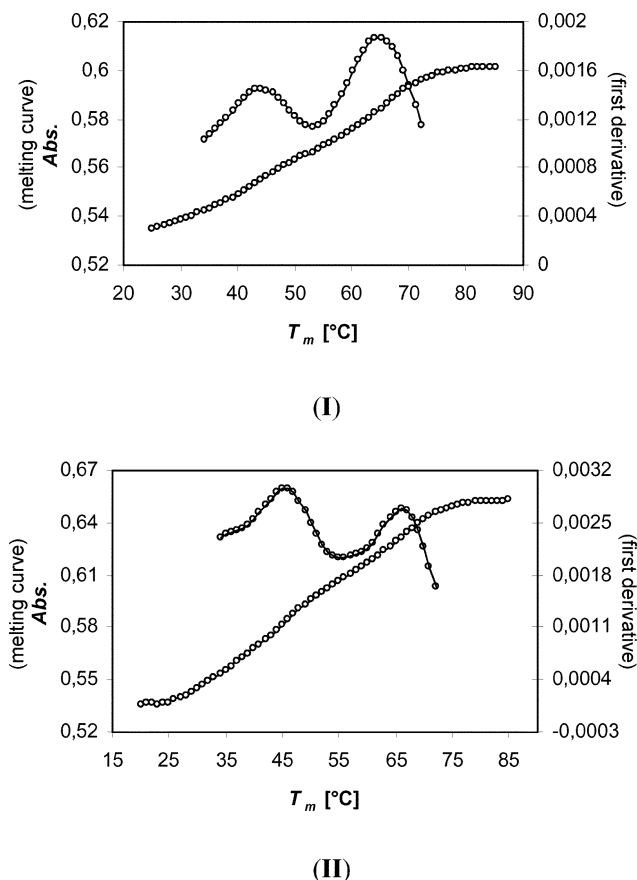 0,62
0,6
0,58
0,56
0,54
0,52
(melting curve)
Abs.
0,002
0,0016
0,0012
0,0008
0,0004
0
(first derivative)
20 30 40 50 60 70 80 90
T m [°C]
(I)
0,67
0,64
0,61
0,58
0,55
0,52
(melting curve)
Abs.
0,0032
0,0025
0,0018
0,0011
0,0004
-0,0003
(first derivative)
15 25 35 45 55 65 75 85
T m [°C]
(II)